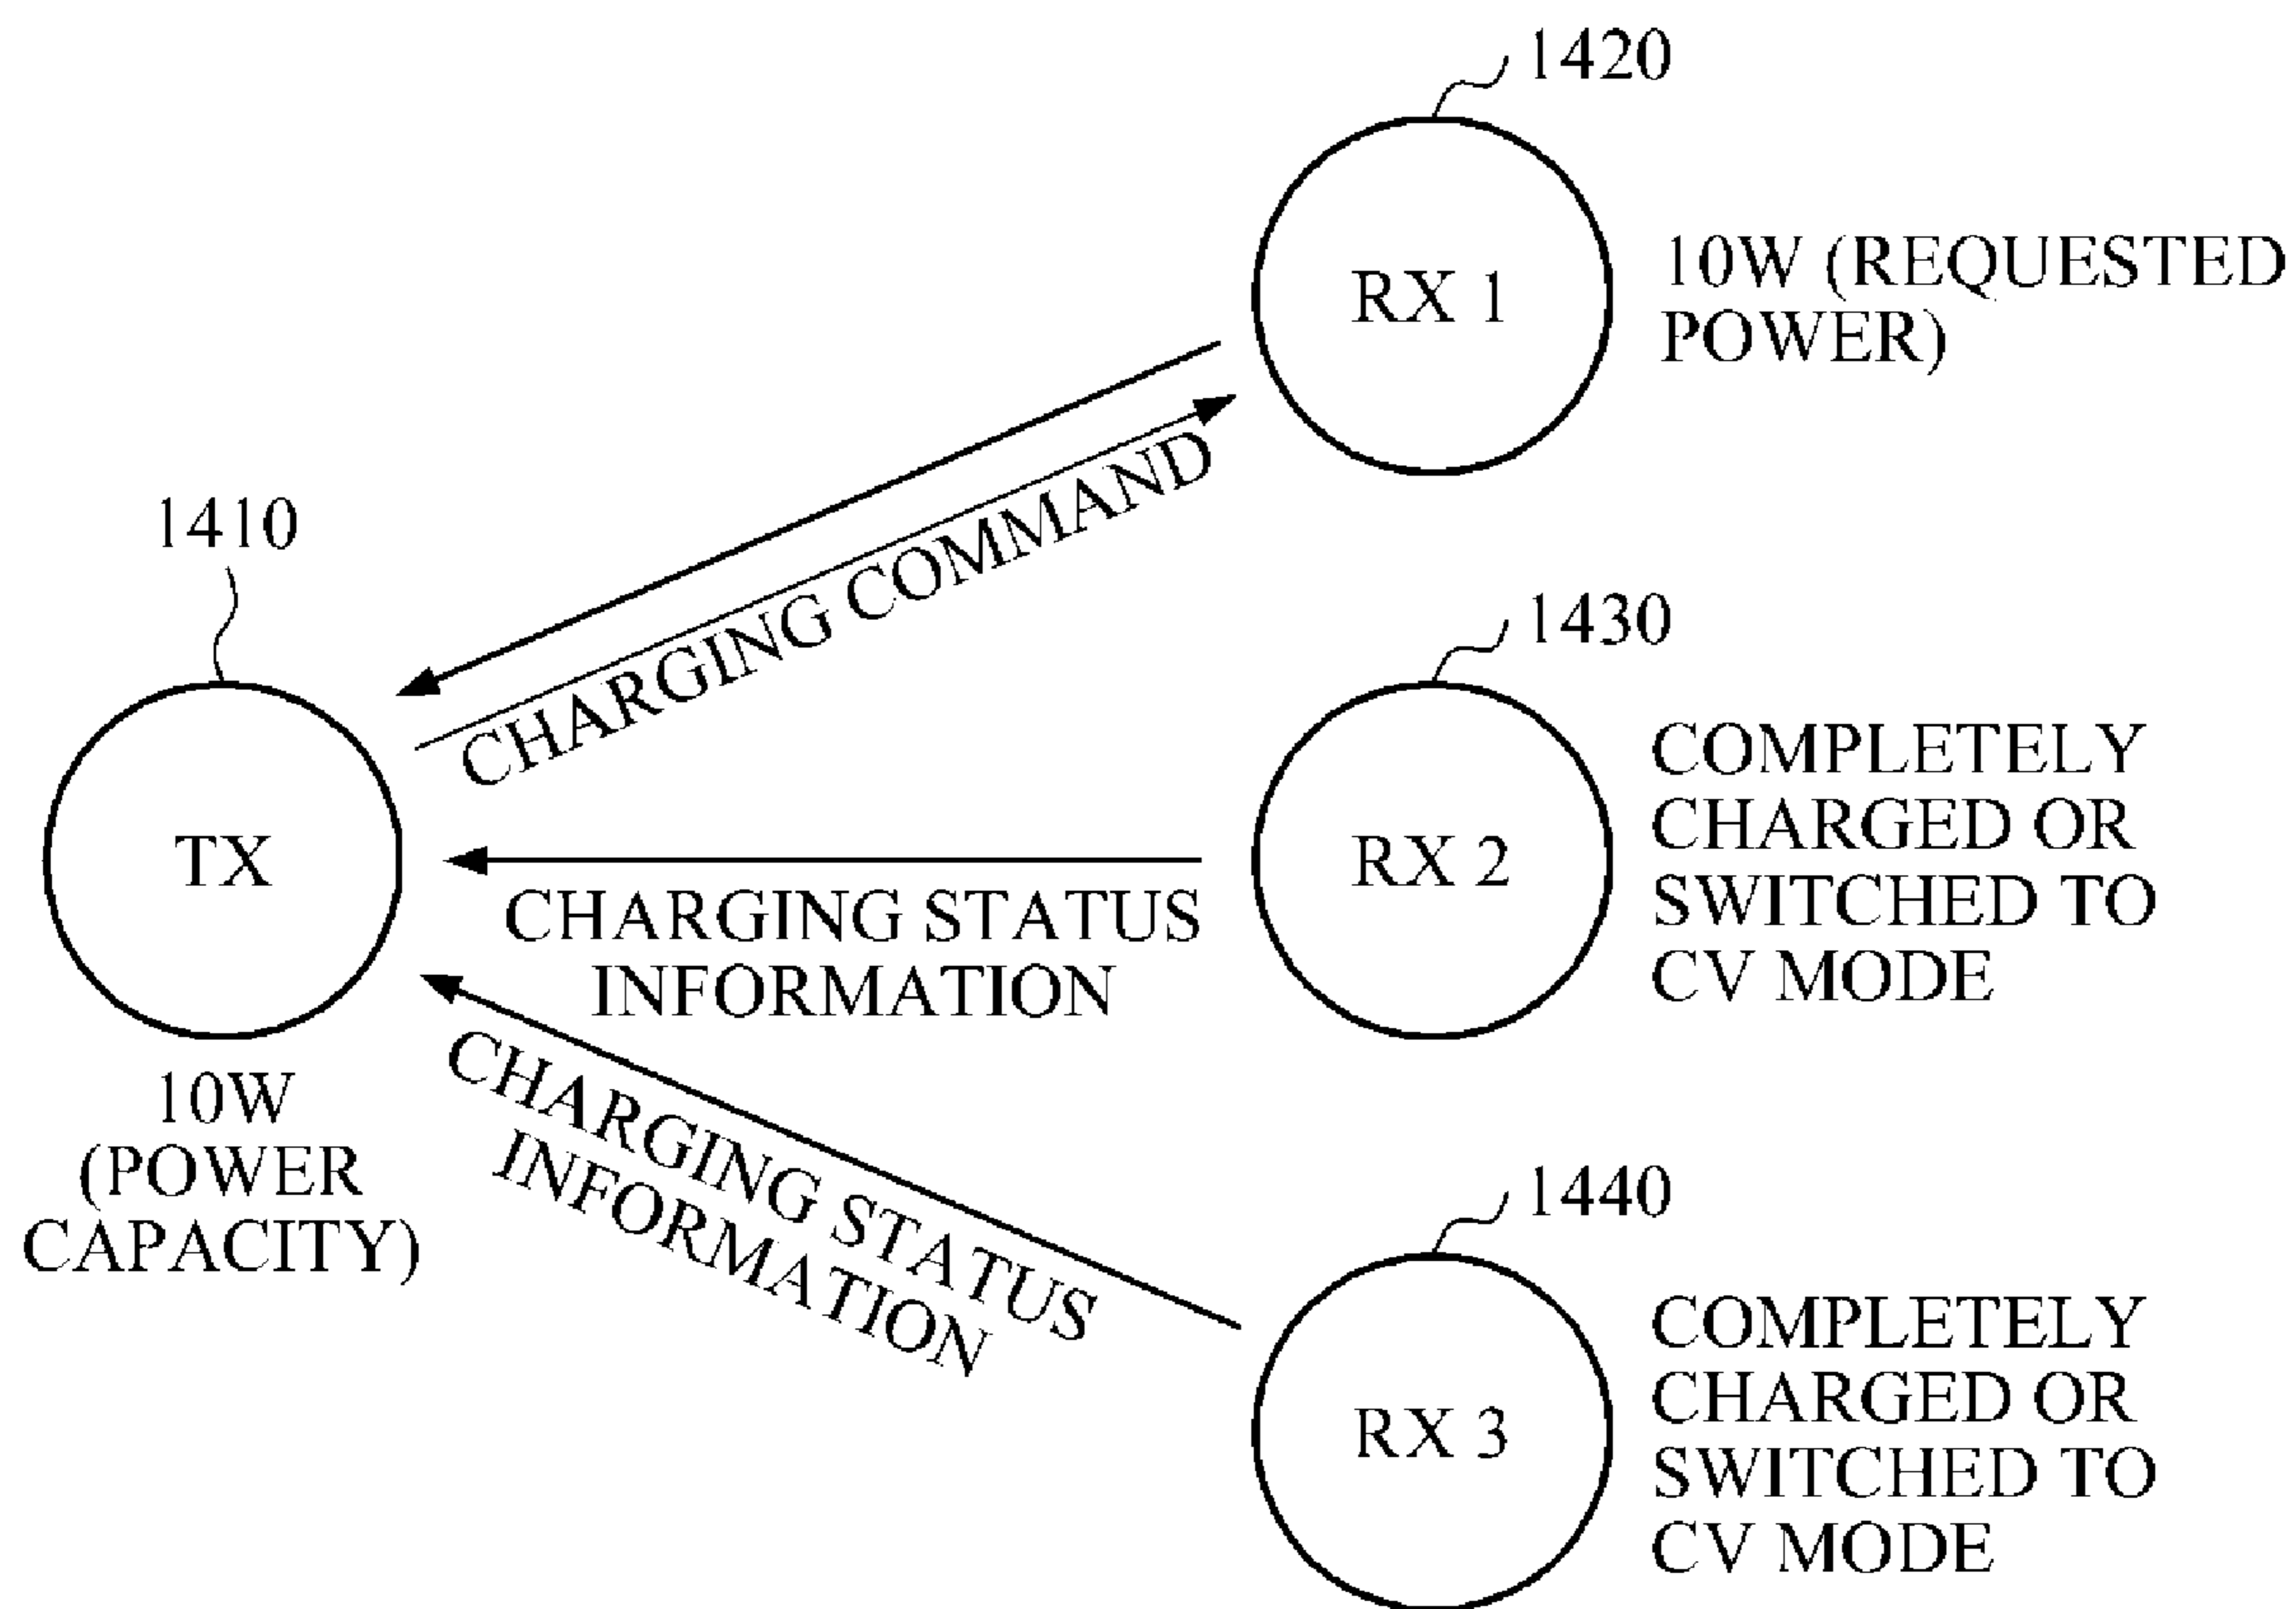 1420
RX 1
10W (REQUESTED
POWER)
CHARGING COMMAND
1410
TX
10W
(POWER
CAPACITY)
1430
RX 2
COMPLETELY
CHARGED OR
SWITCHED TO
CV MODE
CHARGING STATUS
INFORMATION
CHARGING STATUS
INFORMATION
1440
RX 3
COMPLETELY
CHARGED OR
SWITCHED TO
CV MODE